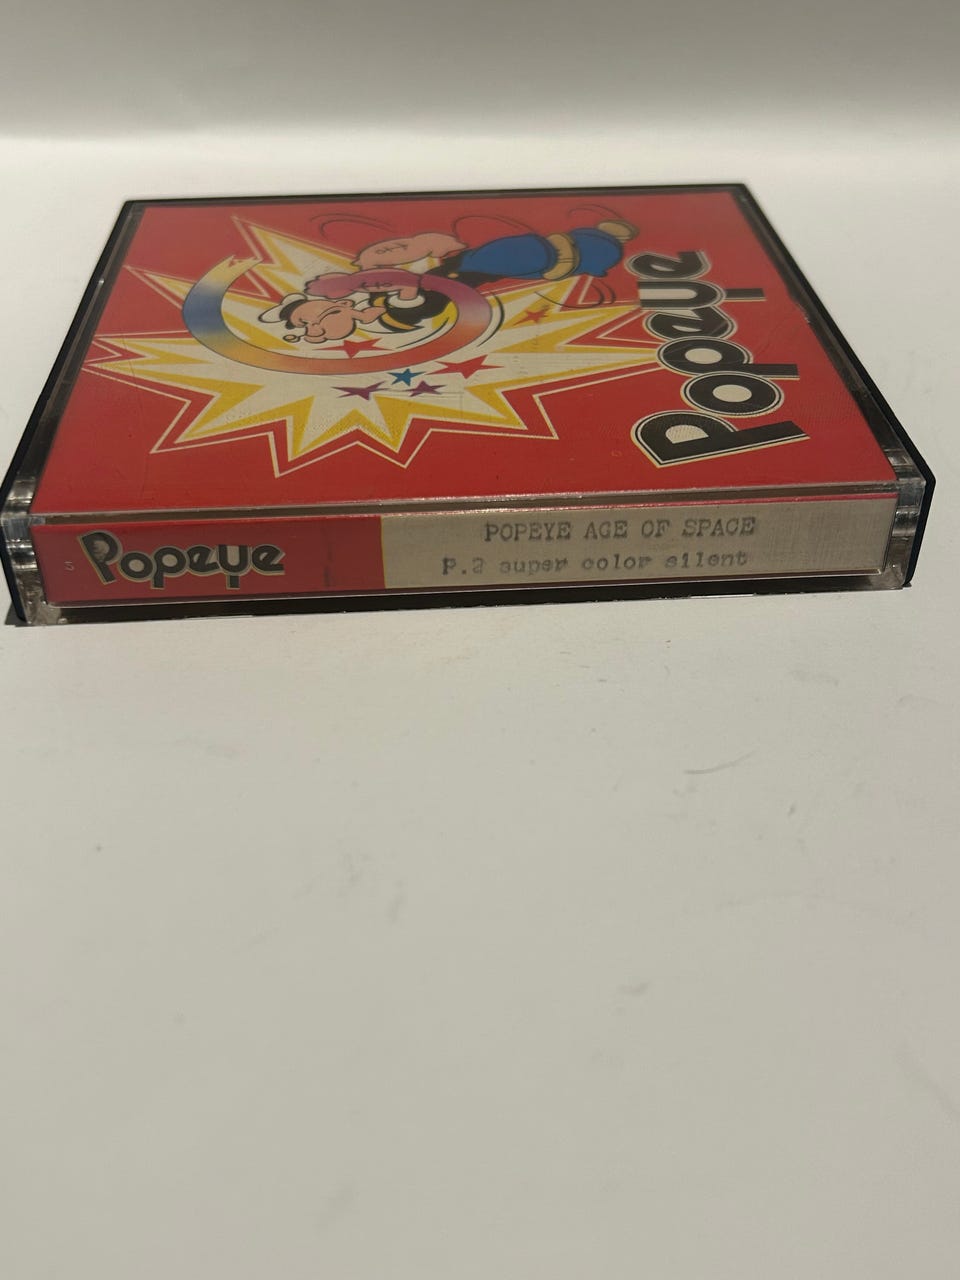 Popeye
Popeye
POPEYE AGE OF SPACE
P.2 super color silent